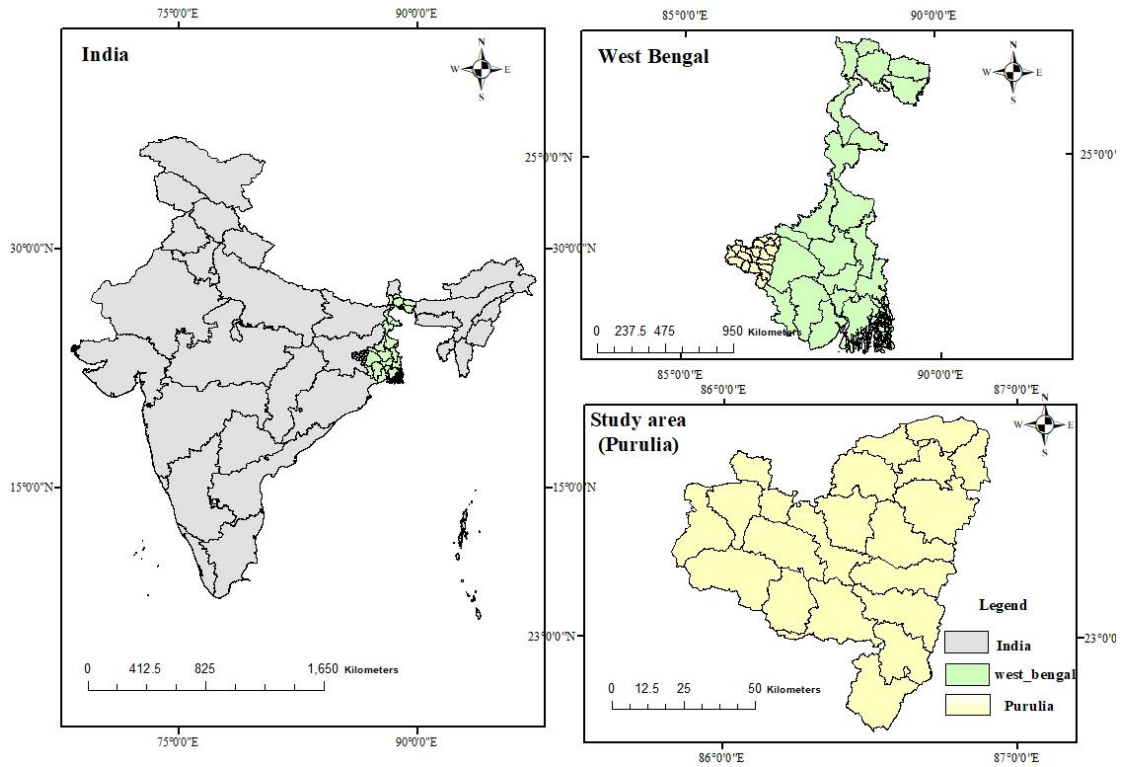 75°0'0"E 90°0'0"E
India
N
W E
S
30°0'0"N
15°0'0"N
0 412.5 825 1,650 Kilometers
75°0'0"E 90°0'0"E
85°0'0"E 90°0'0"E
West Bengal
N
W E
S
25°0'0"N
25°0'0"
30°0'0"N
0 237.5 475 950 Kilometers
85°0'0"E 90°0'0"E
86°0'0"E 87°0'0"E
Study area
(Purulia)
N
W E
S
15°0'0"N
23°0'0"N
23°0'0"
Legend
India
west_bengal
Purulia
0 12.5 25 50 Kilometers
86°0'0"E 87°0'0"E